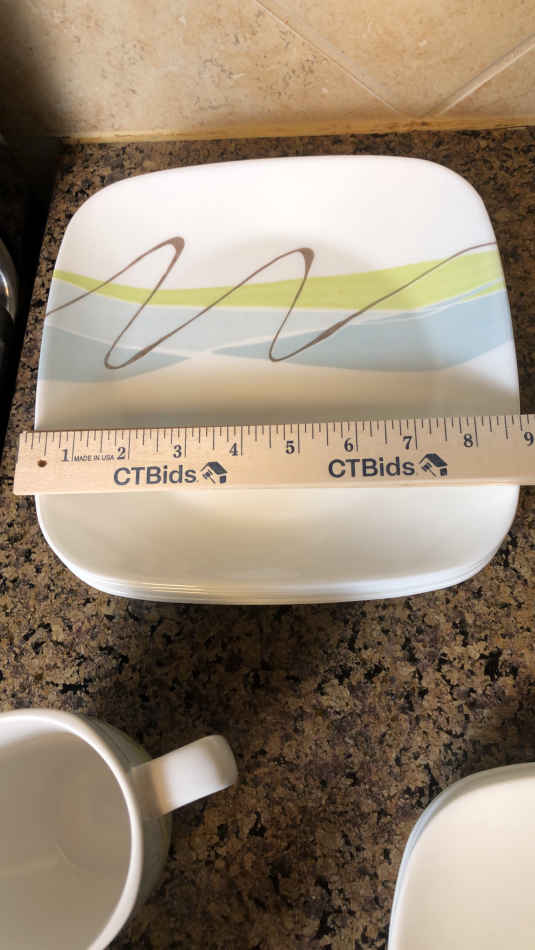 1 MADE IN USA 2 3 4 5 6 7 8 9
CTBids CTBids